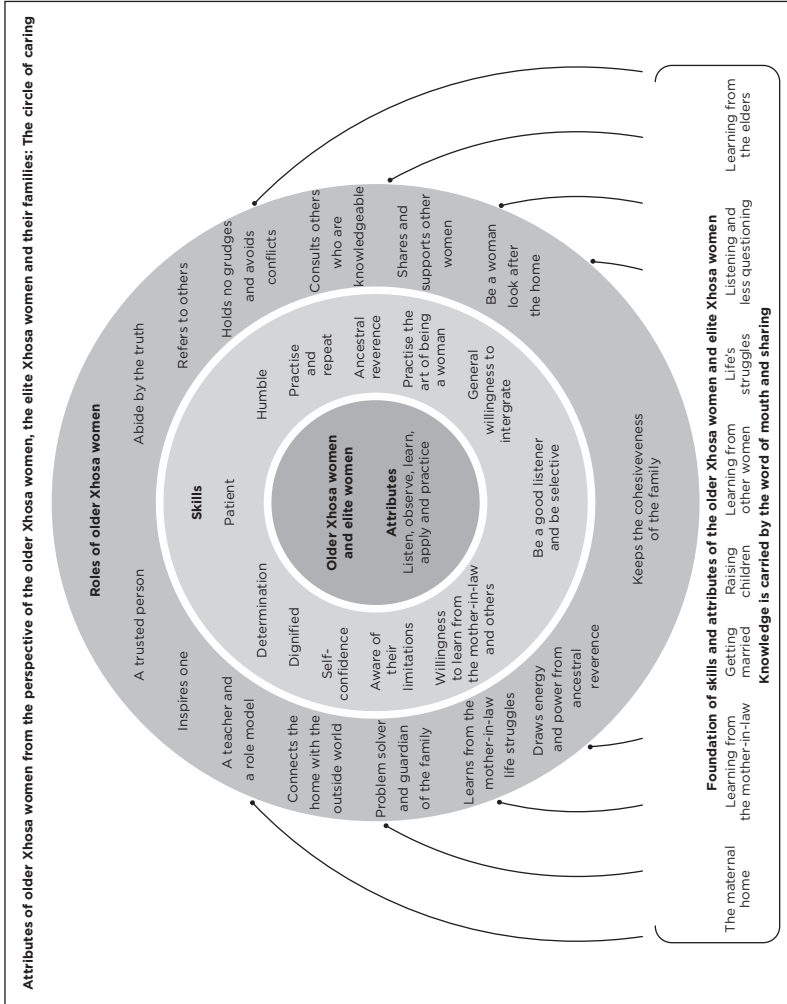 Attributes of older Xhosa women from the perspective of the older Xhosa women, the elite Xhosa women and their families: The circle of caring
Roles of older Xhosa women
A trusted person
Inspires one
A teacher and
a role model
Connects the
home with the
outside world
Problem solver
and guardian
of the family
Learns from the
mother-in-law
life struggles
Draws energy
and power from
ancestral
reverence
Keeps the cohesiveveness
of the family
Abide by the truth
Refers to others
Holds no grudges
and avoids
conflicts
Consults others
who are
knowledgeable
Shares and
supports other
women
Be a woman
look after
the home
Skills
Patient
Determination
Dignified
Self-
confidence
Aware of
their
limitations
Willingness
to learn from
the mother-in-law
and others
Be a good listener
and be selective
Humble
Practise
and
repeat
Ancestral
reverence
Practise the
art of being
a woman
General
willingness to
intergrate
Older Xhosa women
and elite women
Attributes
Listen, observe, learn,
apply and practice
Foundation of skills and attributes of the older Xhosa women and elite Xhosa women
The maternal
home
Learning from
the mother-in-law
Getting
married
Raising
children
Learning from
other women
Life's
struggles
Listening and
less questioning
Learning from
the elders
Knowledge is carried by the word of mouth and sharing